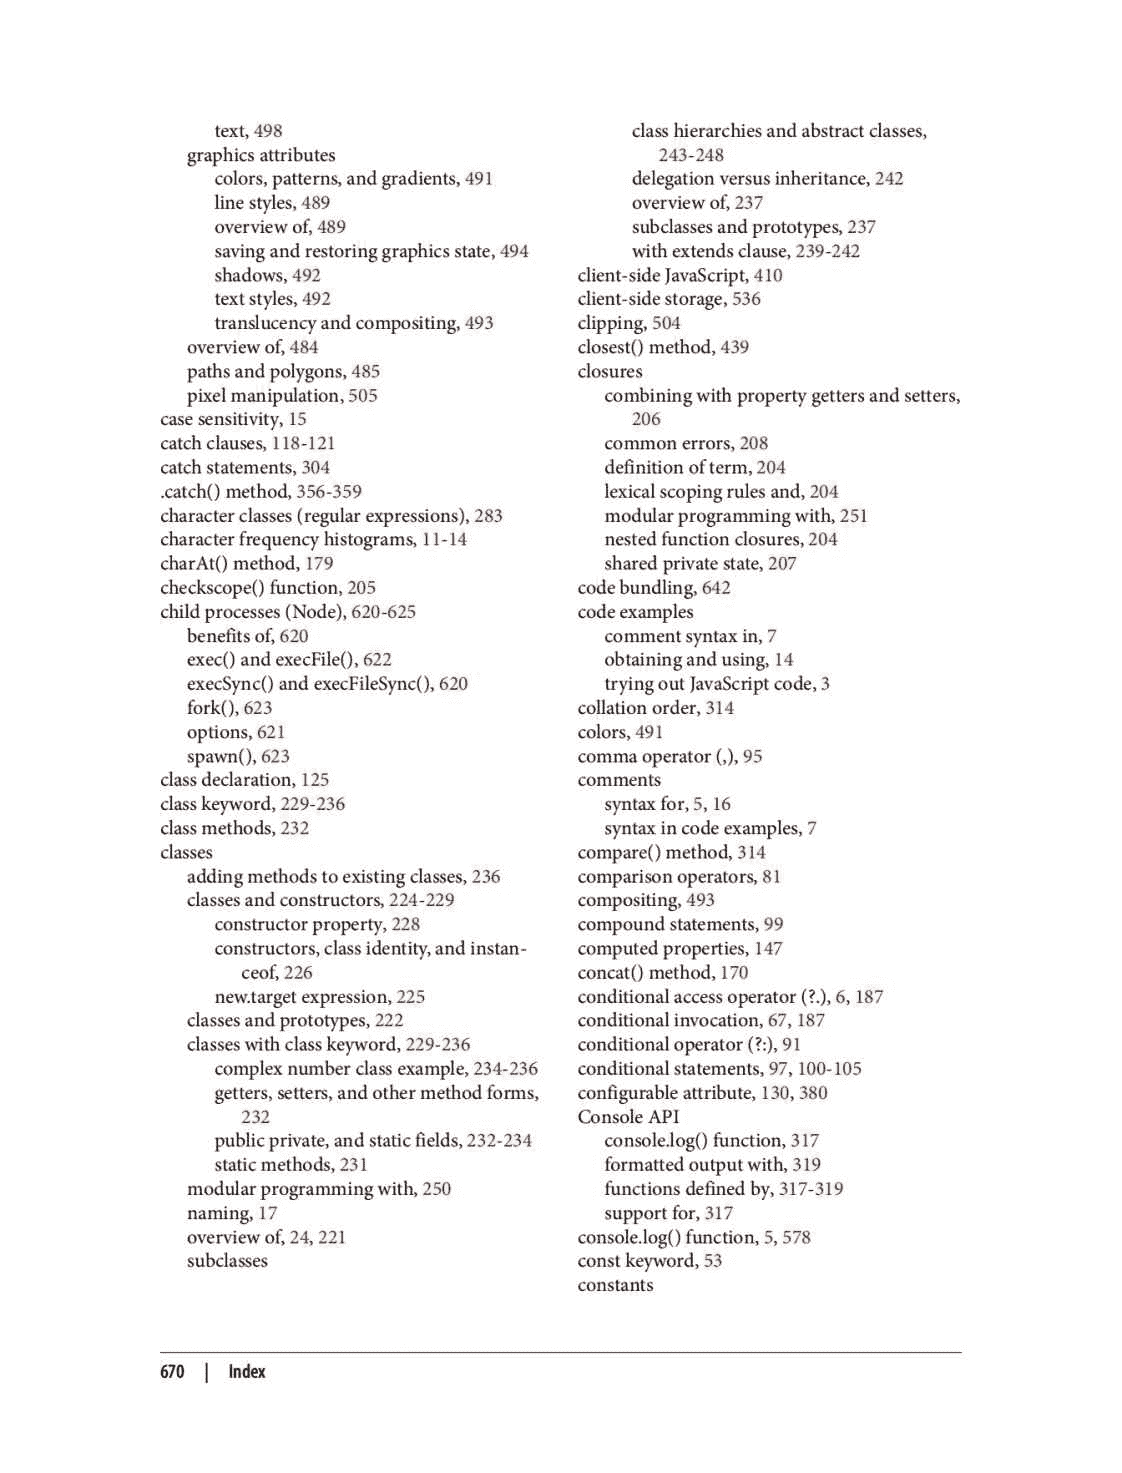 text, 498
graphics attributes
colors, patterns, and gradients, 491
line styles, 489
overview of, 489
saving and restoring graphics state, 494
shadows, 492
text styles, 492
translucency and compositing, 493
overview of, 484
paths and polygons, 485
pixel manipulation, 505
case sensitivity, 15
catch clauses, 118-121
catch statements, 304
.catch() method, 356-359
character classes (regular expressions), 283
character frequency histograms, 11-14
charAt() method, 179
checkscope() function, 205
child processes (Node), 620-625
benefits of, 620
exec() and execFile(), 622
execSync() and execFileSync(), 620
fork(), 623
options, 621
spawn(), 623
class declaration, 125
class keyword, 229-236
class methods, 232
classes
adding methods to existing classes, 236
classes and constructors, 224-229
constructor property, 228
constructors, class identity, and instan-
ceof, 226
new.target expression, 225
classes and prototypes, 222
classes with class keyword, 229-236
complex number class example, 234-236
getters, setters, and other method forms,
232
public private, and static fields, 232-234
static methods, 231
modular programming with, 250
naming, 17
overview of, 24, 221
subclasses
class hierarchies and abstract classes,
243-248
delegation versus inheritance, 242
overview of, 237
subclasses and prototypes, 237
with extends clause, 239-242
client-side JavaScript, 410
client-side storage, 536
clipping, 504
closest() method, 439
closures
combining with property getters and setters,
206
common errors, 208
definition of term, 204
lexical scoping rules and, 204
modular programming with, 251
nested function closures, 204
shared private state, 207
code bundling, 642
code examples
comment syntax in, 7
obtaining and using, 14
trying out JavaScript code, 3
collation order, 314
colors, 491
comma operator (,), 95
comments
syntax for, 5, 16
syntax in code examples, 7
compare() method, 314
comparison operators, 81
compositing, 493
compound statements, 99
computed properties, 147
concat() method, 170
conditional access operator (?.), 6, 187
conditional invocation, 67, 187
conditional operator (?:), 91
conditional statements, 97, 100-105
configurable attribute, 130, 380
Console API
console.log() function, 317
formatted output with, 319
functions defined by, 317-319
support for, 317
console.log() function, 5, 578
const keyword, 53
constants
670 | Index